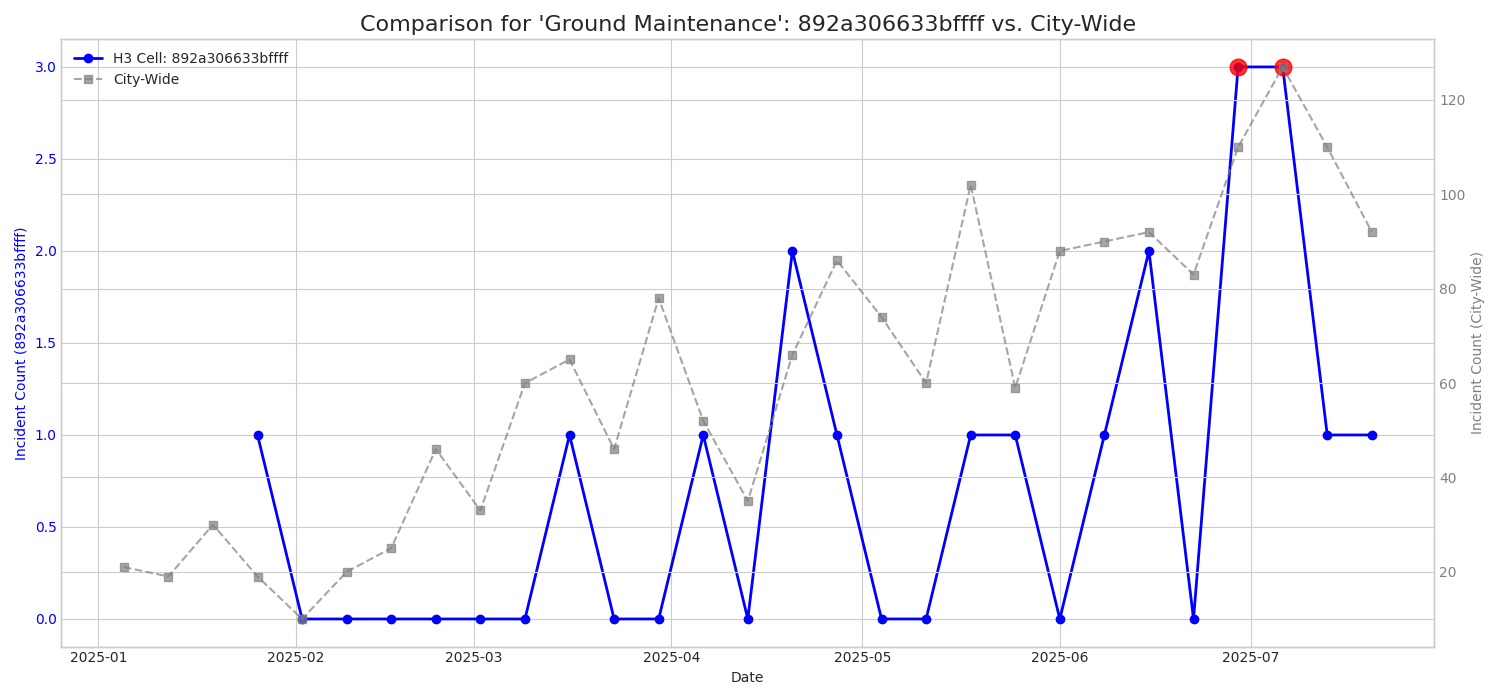 Comparison for 'Ground Maintenance': 892a306633bffff vs. City-Wide
H3 Cell: 892a306633bffff
City-Wide
Incident Count (892a306633bffff)
3.0
2.5
2.0
1.5
1.0
0.5
0.0
120
100
80
60
40
20
Incident Count (City-Wide)
2025-01 2025-02 2025-03 2025-04 2025-05 2025-06 2025-07
Date